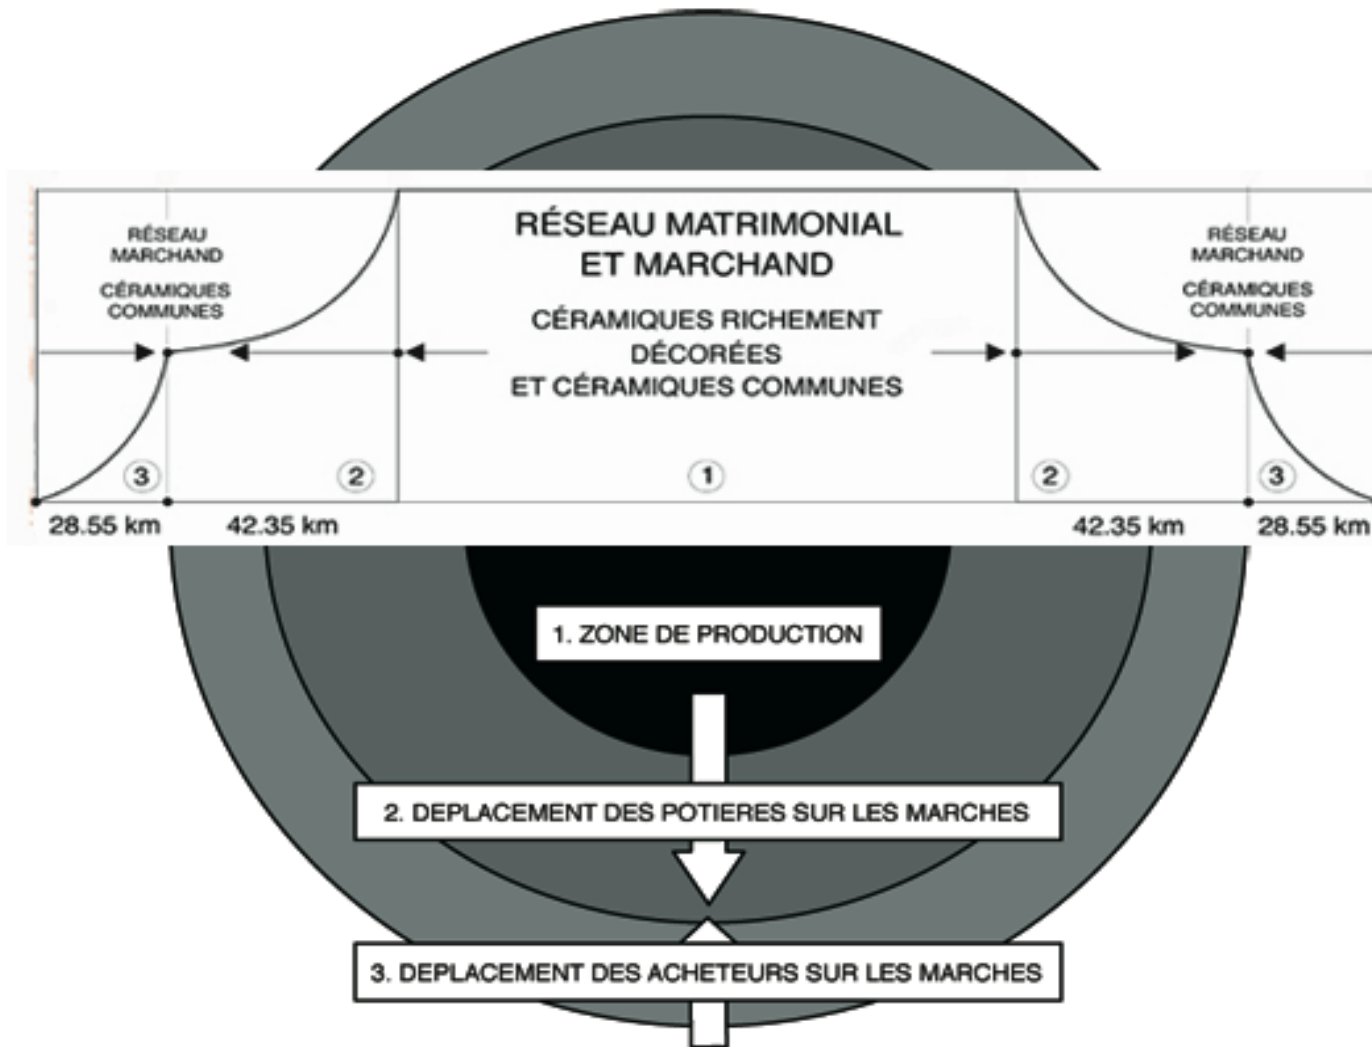 RÉSEAU
MARCHAND
CÉRAMIQUES
COMMUNES
RÉSEAU MATRIMONIAL
ET MARCHAND
CÉRAMIQUES RICHEMENT
DÉCORÉES
ET CÉRAMIQUES COMMUNES
RÉSEAU
MARCHAND
CÉRAMIQUES
COMMUNES
3
2
1
2
3
28.55 km
42.35 km
42.35 km
28.55 km
1. ZONE DE PRODUCTION
2. DEPLACEMENT DES POTIERES SUR LES MARCHES
3. DEPLACEMENT DES ACHETEURS SUR LES MARCHES